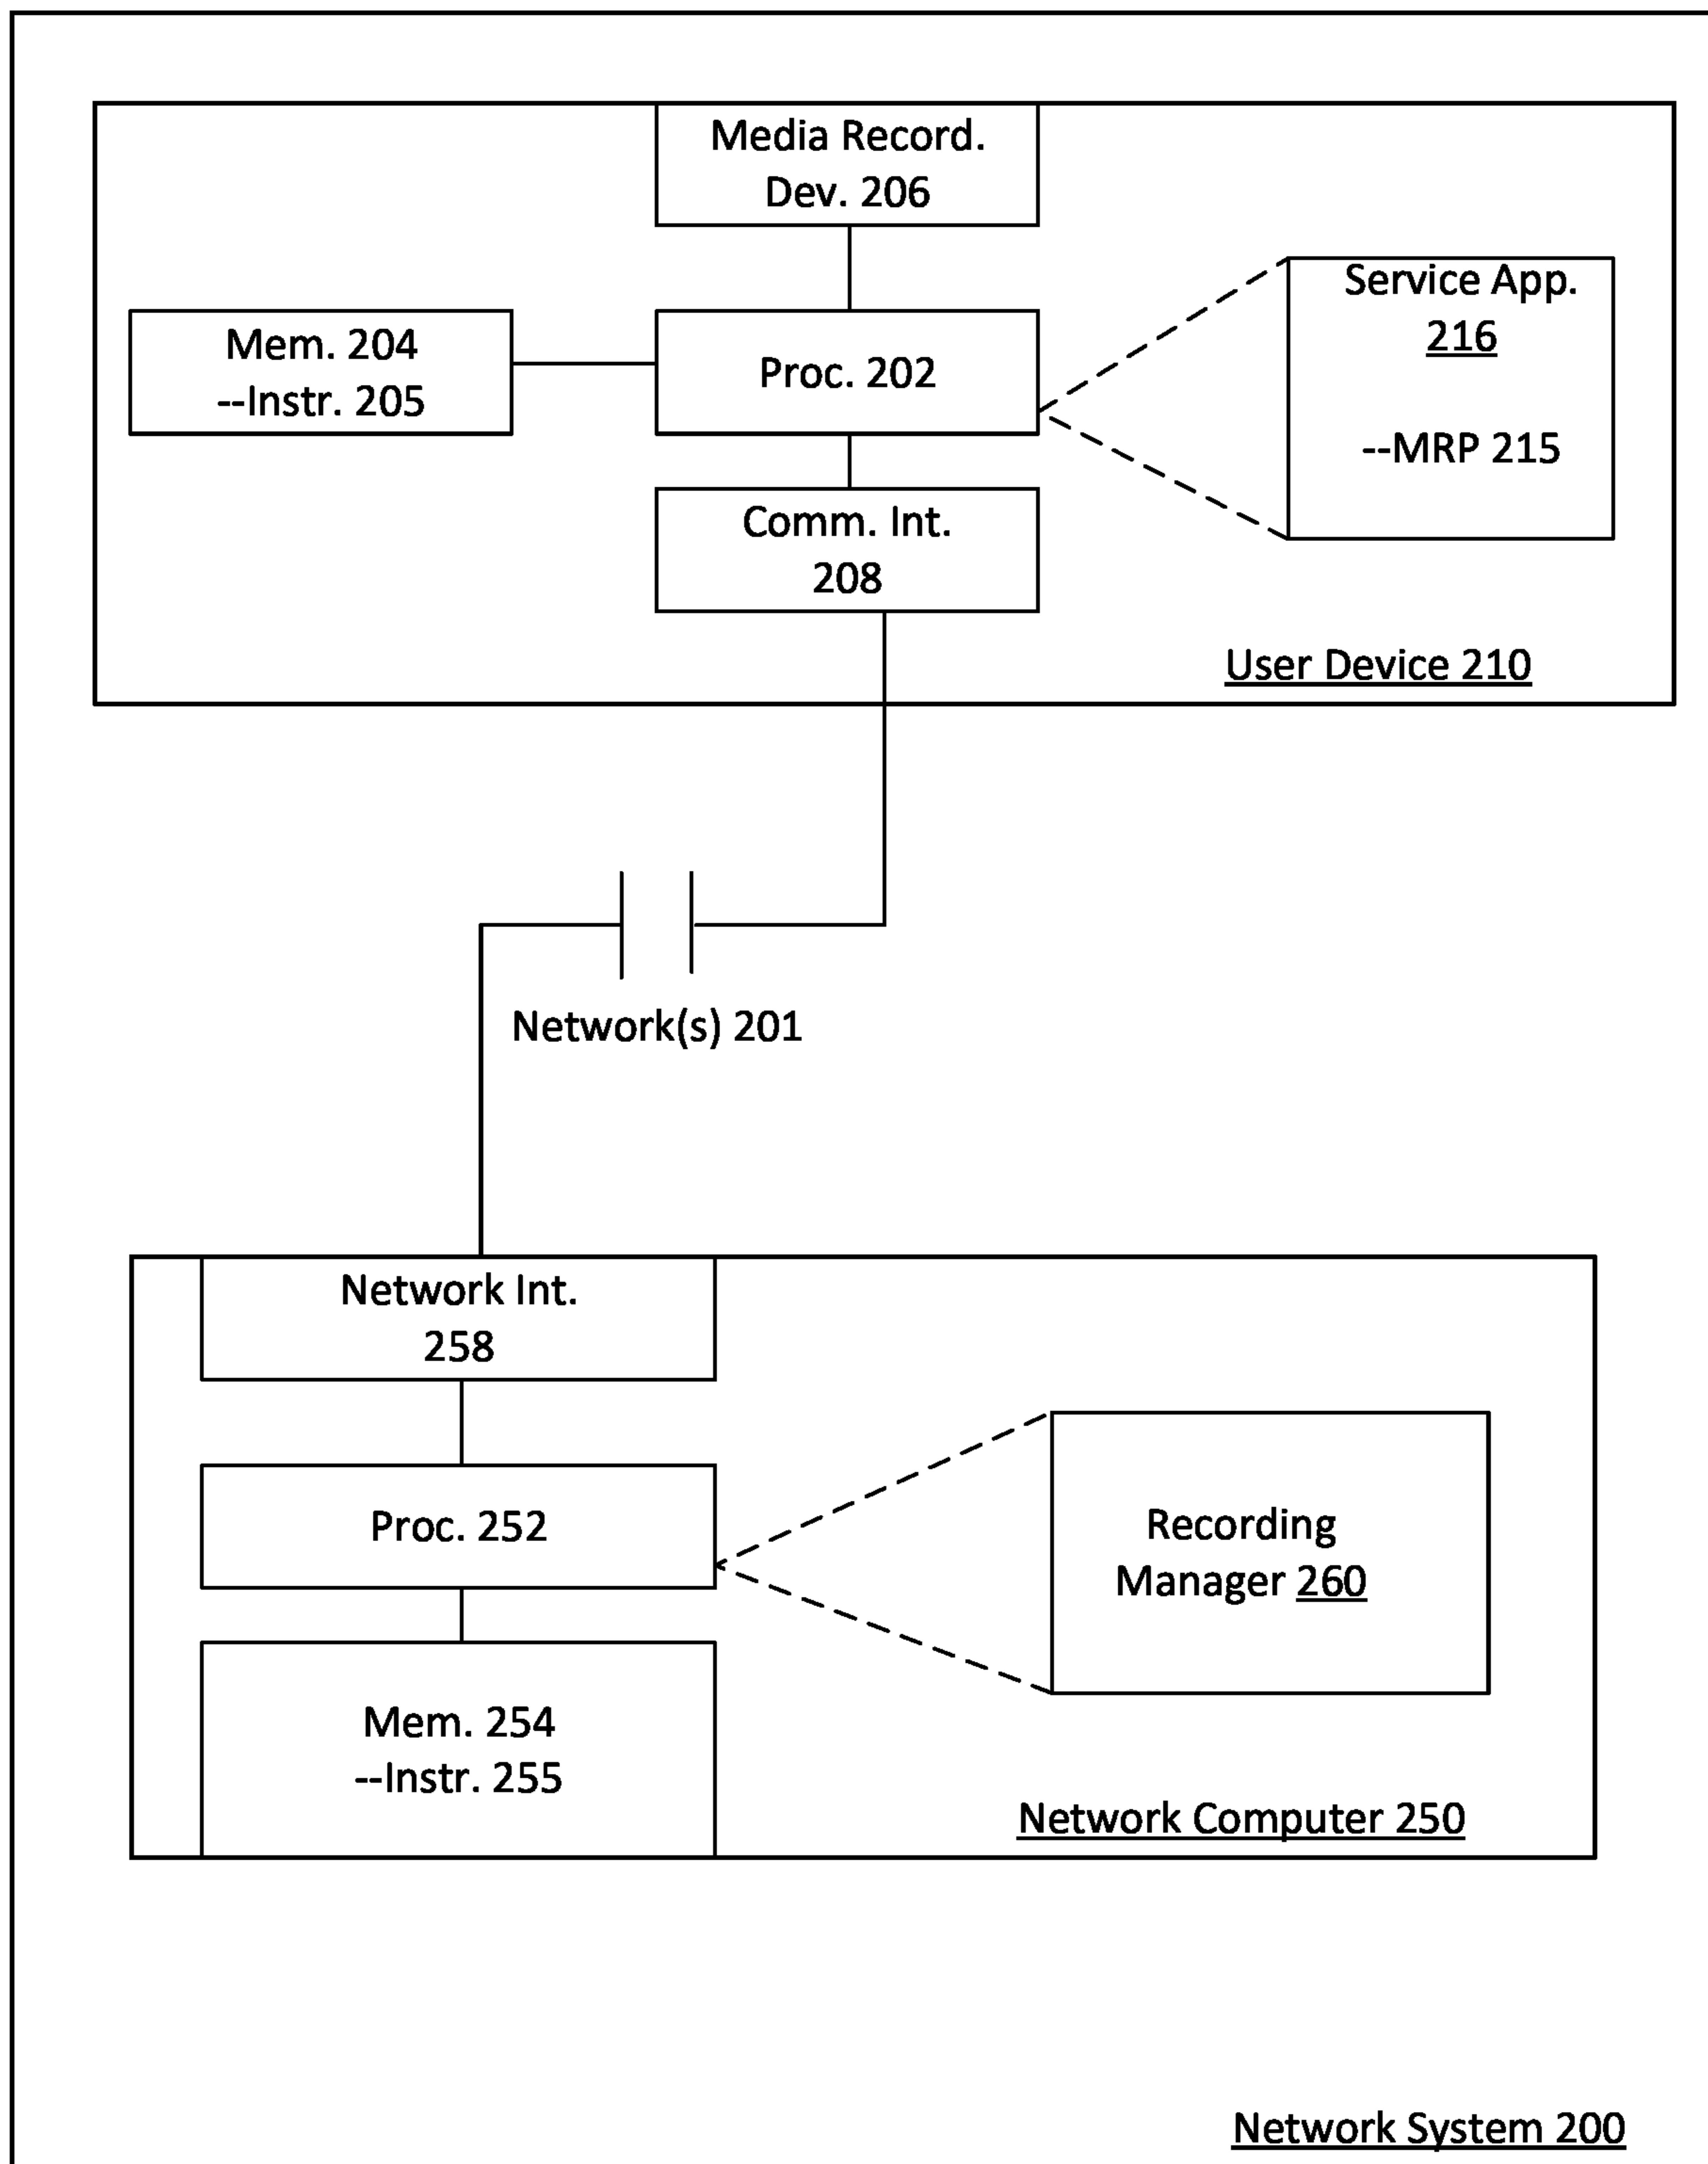 Media Record.
Dev. 206
Mem. 204
--Instr. 205
Proc. 202
Service App.
216
--MRP 215
Comm. Int.
208
User Device 210
Network(s) 201
Network Int.
258
Proc. 252
Recording
Manager 260
Mem. 254
--Instr. 255
Network Computer 250
Network System 200